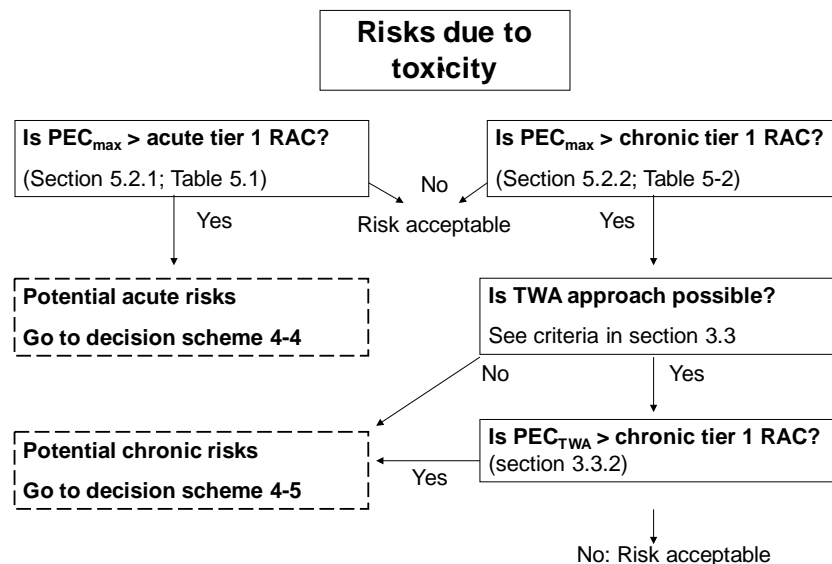 Risks due to
toxicity
Is PECmax > acute tier 1 RAC?
(Section 5.2.1; Table 5.1)
Is PECmax > chronic tier 1 RAC?
(Section 5.2.2; Table 5-2)
No
Risk acceptable
Yes
Yes
Potential acute risks
Go to decision scheme 4-4
Is TWA approach possible?
See criteria in section 3.3
No
Yes
Potential chronic risks
Go to decision scheme 4-5
Yes
Is PECTWA > chronic tier 1 RAC?
(section 3.3.2)
No: Risk acceptable